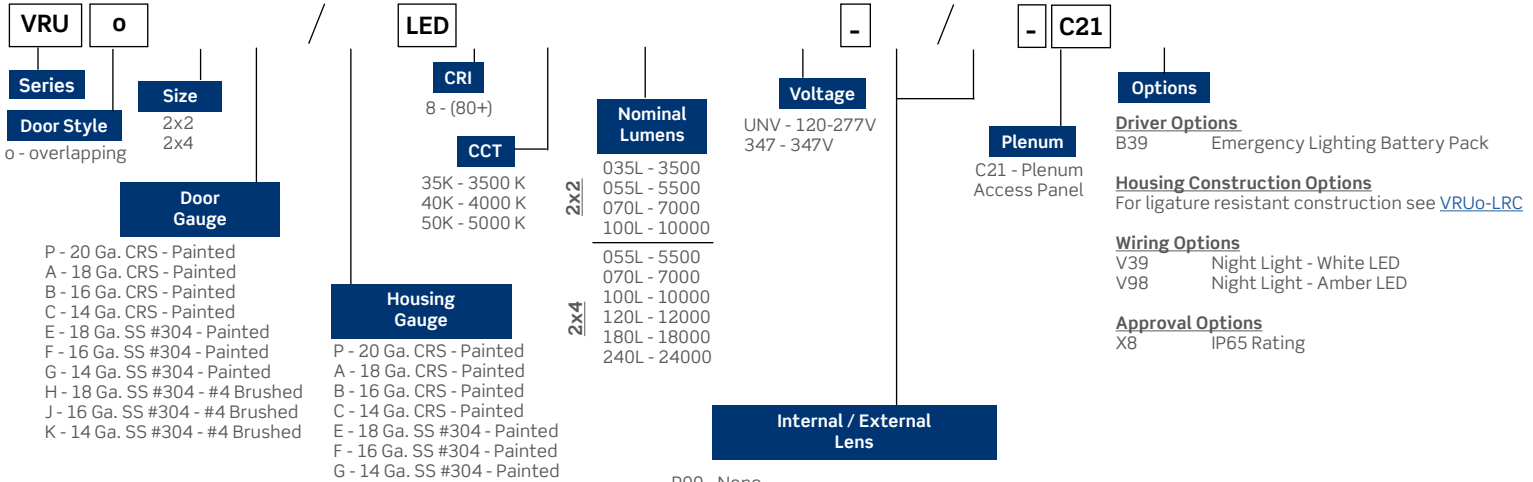 VRU o / LED - / - C21
Series
Door Style
o - overlapping
Size
2x2
2x4
Door
Gauge
P - 20 Ga. CRS - Painted
A - 18 Ga. CRS - Painted
B - 16 Ga. CRS - Painted
C - 14 Ga. CRS - Painted
E - 18 Ga. SS #304 - Painted
F - 16 Ga. SS #304 - Painted
G - 14 Ga. SS #304 - Painted
H - 18 Ga. SS #304 - #4 Brushed
J - 16 Ga. SS #304 - #4 Brushed
K - 14 Ga. SS #304 - #4 Brushed
Housing
Gauge
P - 20 Ga. CRS - Painted
A - 18 Ga. CRS - Painted
B - 16 Ga. CRS - Painted
C - 14 Ga. CRS - Painted
E - 18 Ga. SS #304 - Painted
F - 16 Ga. SS #304 - Painted
G - 14 Ga. SS #304 - Painted
CRI
8 - (80+)
CCT
35K - 3500 K
40K - 4000 K
50K - 5000 K
Nominal
Lumens
2x2
035L - 3500
055L - 5500
070L - 7000
100L - 10000
2x4
055L - 5500
070L - 7000
100L - 10000
120L - 12000
180L - 18000
240L - 24000
Voltage
UNV - 120-277V
347 - 347V
Internal / External
Lens
Plenum
C21 - Plenum
Access Panel
Options
Driver Options
B39 Emergency Lighting Battery Pack
Housing Construction Options
For ligature resistant construction see VRUo-LRC
Wiring Options
V39 Night Light - White LED
V98 Night Light - Amber LED
Approval Options
X8 IP65 Rating